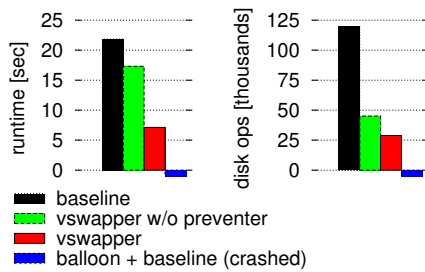 runtime [sec]
25
20
15
10
5
0
disk ops [thousands]
125
100
75
50
25
0
baseline
vswapper w/o preventer
vswapper
balloon + baseline (crashed)